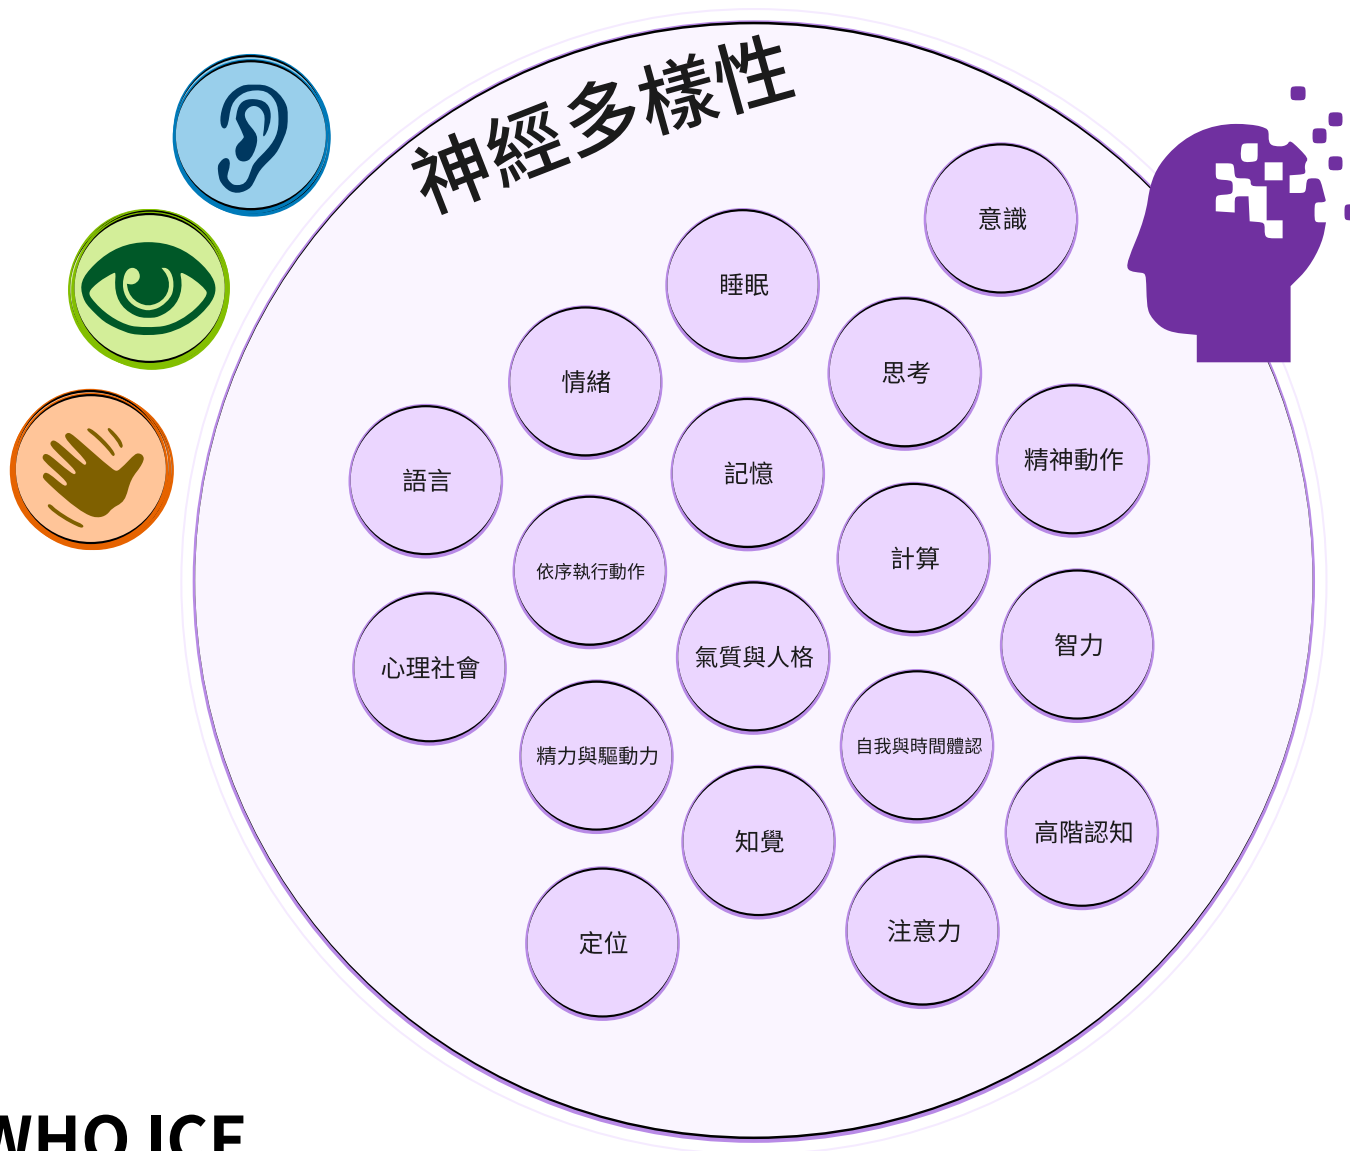 神經多樣性
意識
睡眠
思考
情緒
精神動作
記憶
語言
計算
依序執行動作
智力
氣質與人格
心理社會
自我與時間體認
精力與驅動力
高階認知
知覺
注意力
定位
WHO ICF